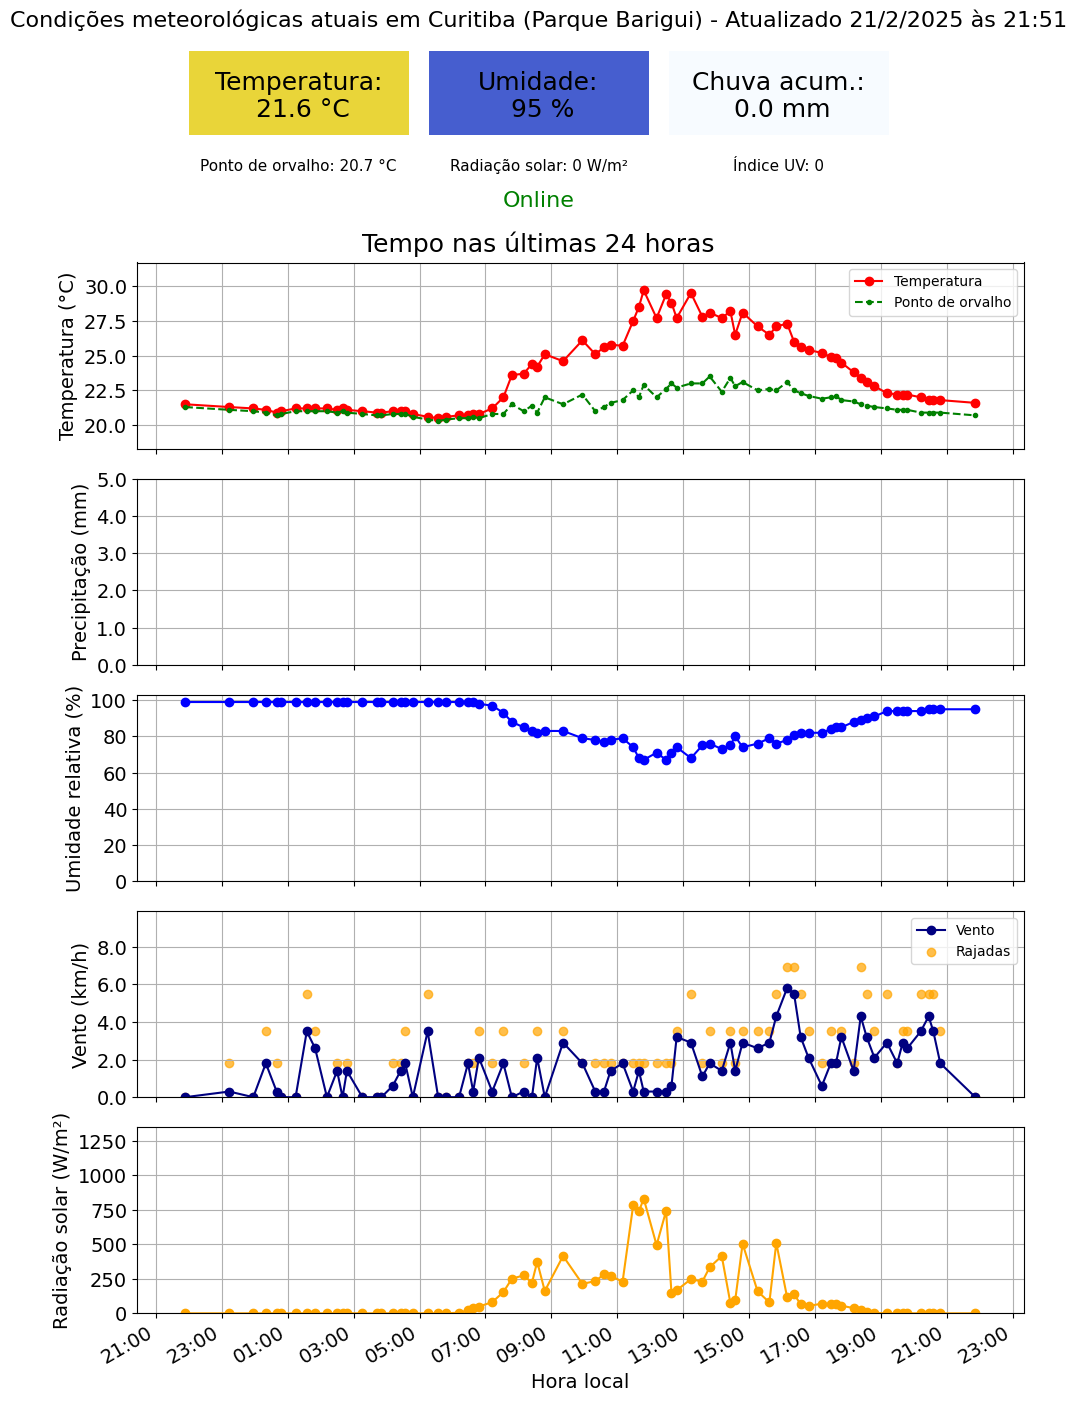 Condições meteorológicas atuais em Curitiba (Parque Barigui) - Atualizado 21/2/2025 às 21:51
Temperatura:
21.6 °C
Umidade:
95 %
Chuva acum.:
0.0 mm
Ponto de orvalho: 20.7 °C
Radiação solar: 0 W/m²
Índice UV: 0
Online
Tempo nas últimas 24 horas
Temperatura (°C)
30.0
27.5
25.0
22.5
20.0
Temperatura
Ponto de orvalho
Precipitação (mm)
5.0
4.0
3.0
2.0
1.0
0.0
Umidade relativa (%)
100
80
60
40
20
0
Vento (km/h)
8.0
6.0
4.0
2.0
0.0
Vento
Rajadas
Radiação solar (W/m²)
1250
1000
750
500
250
0
21:00
23:00
01:00
03:00
05:00
07:00
09:00
11:00
13:00
15:00
17:00
19:00
21:00
23:00
Hora local